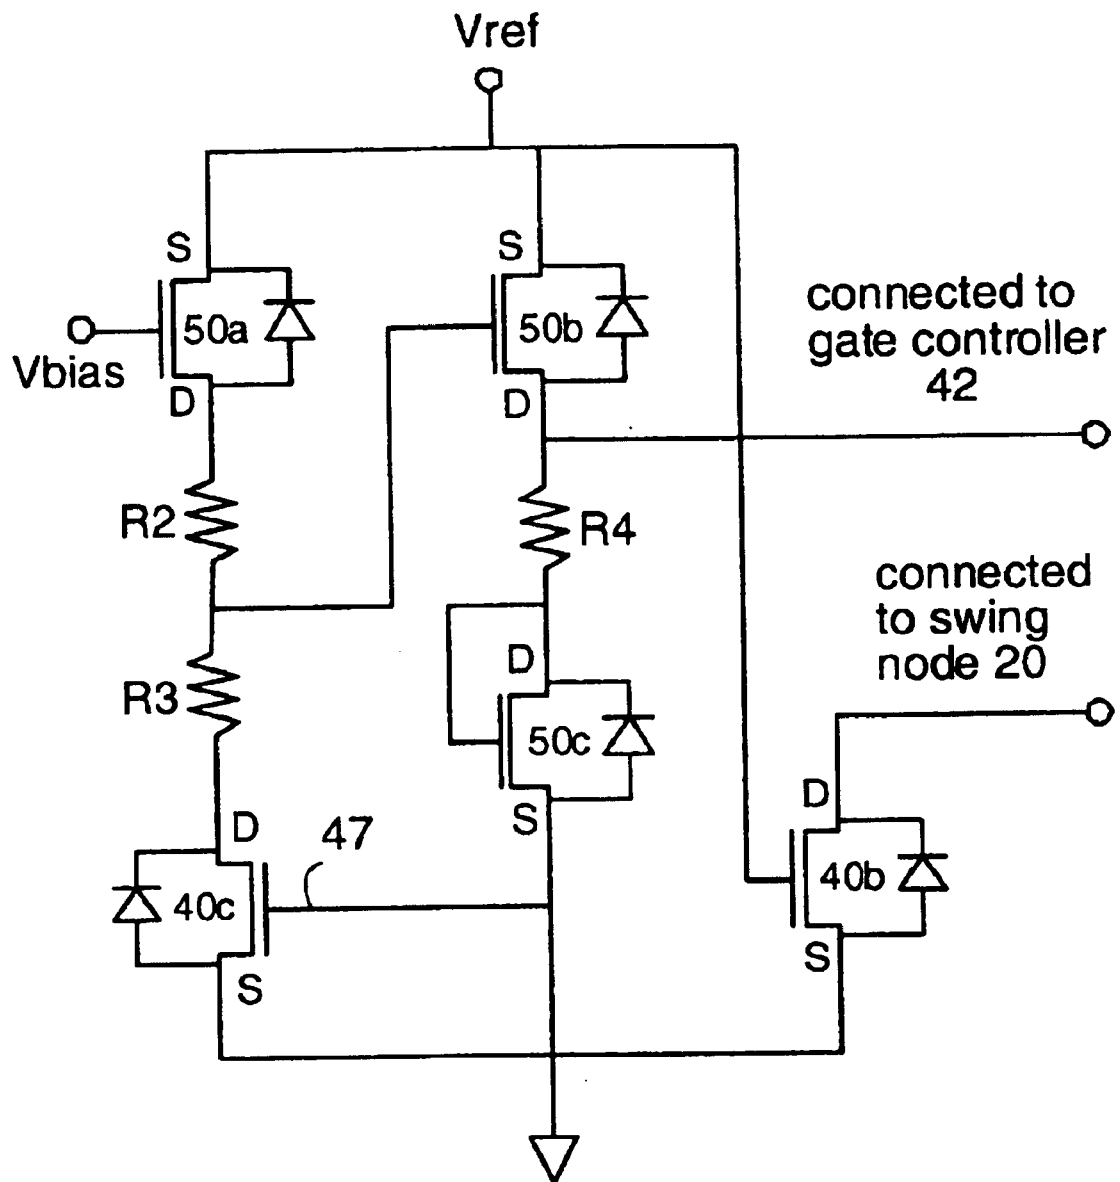 Vref
S
S
50a
50b
Vbias
D
D
connected to
gate controller
42
R2
R4
connected
to swing
node 20
R3
D
50c
S
D
D
47
40c
40b
S
S